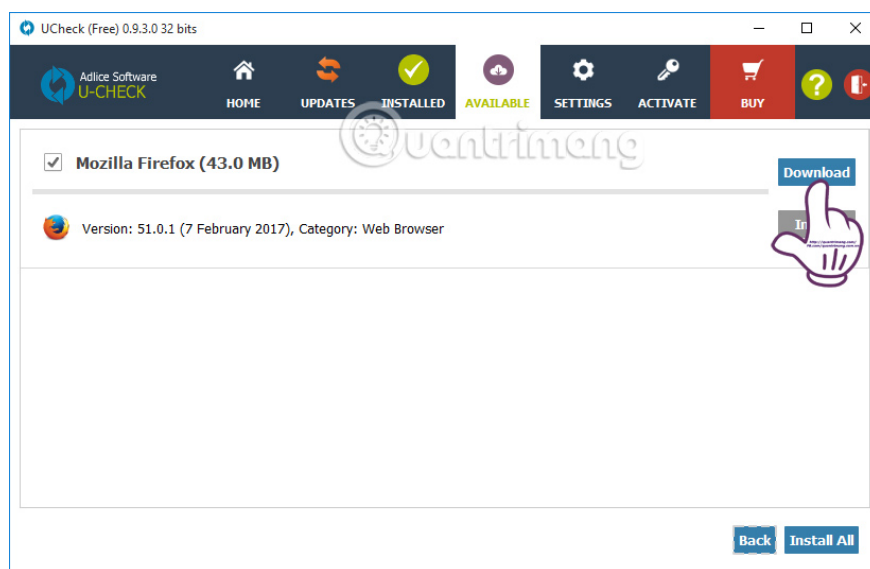 UCheck (Free) 0.9.3.0 32 bits
Adlice Software
U-CHECK
HOME
UPDATES
INSTALLED
AVAILABLE
SETTINGS
ACTIVATE
BUY
?
Quantrimang
Mozilla Firefox (43.0 MB)
Download
Version: 51.0.1 (7 February 2017), Category: Web Browser
Back
Install All